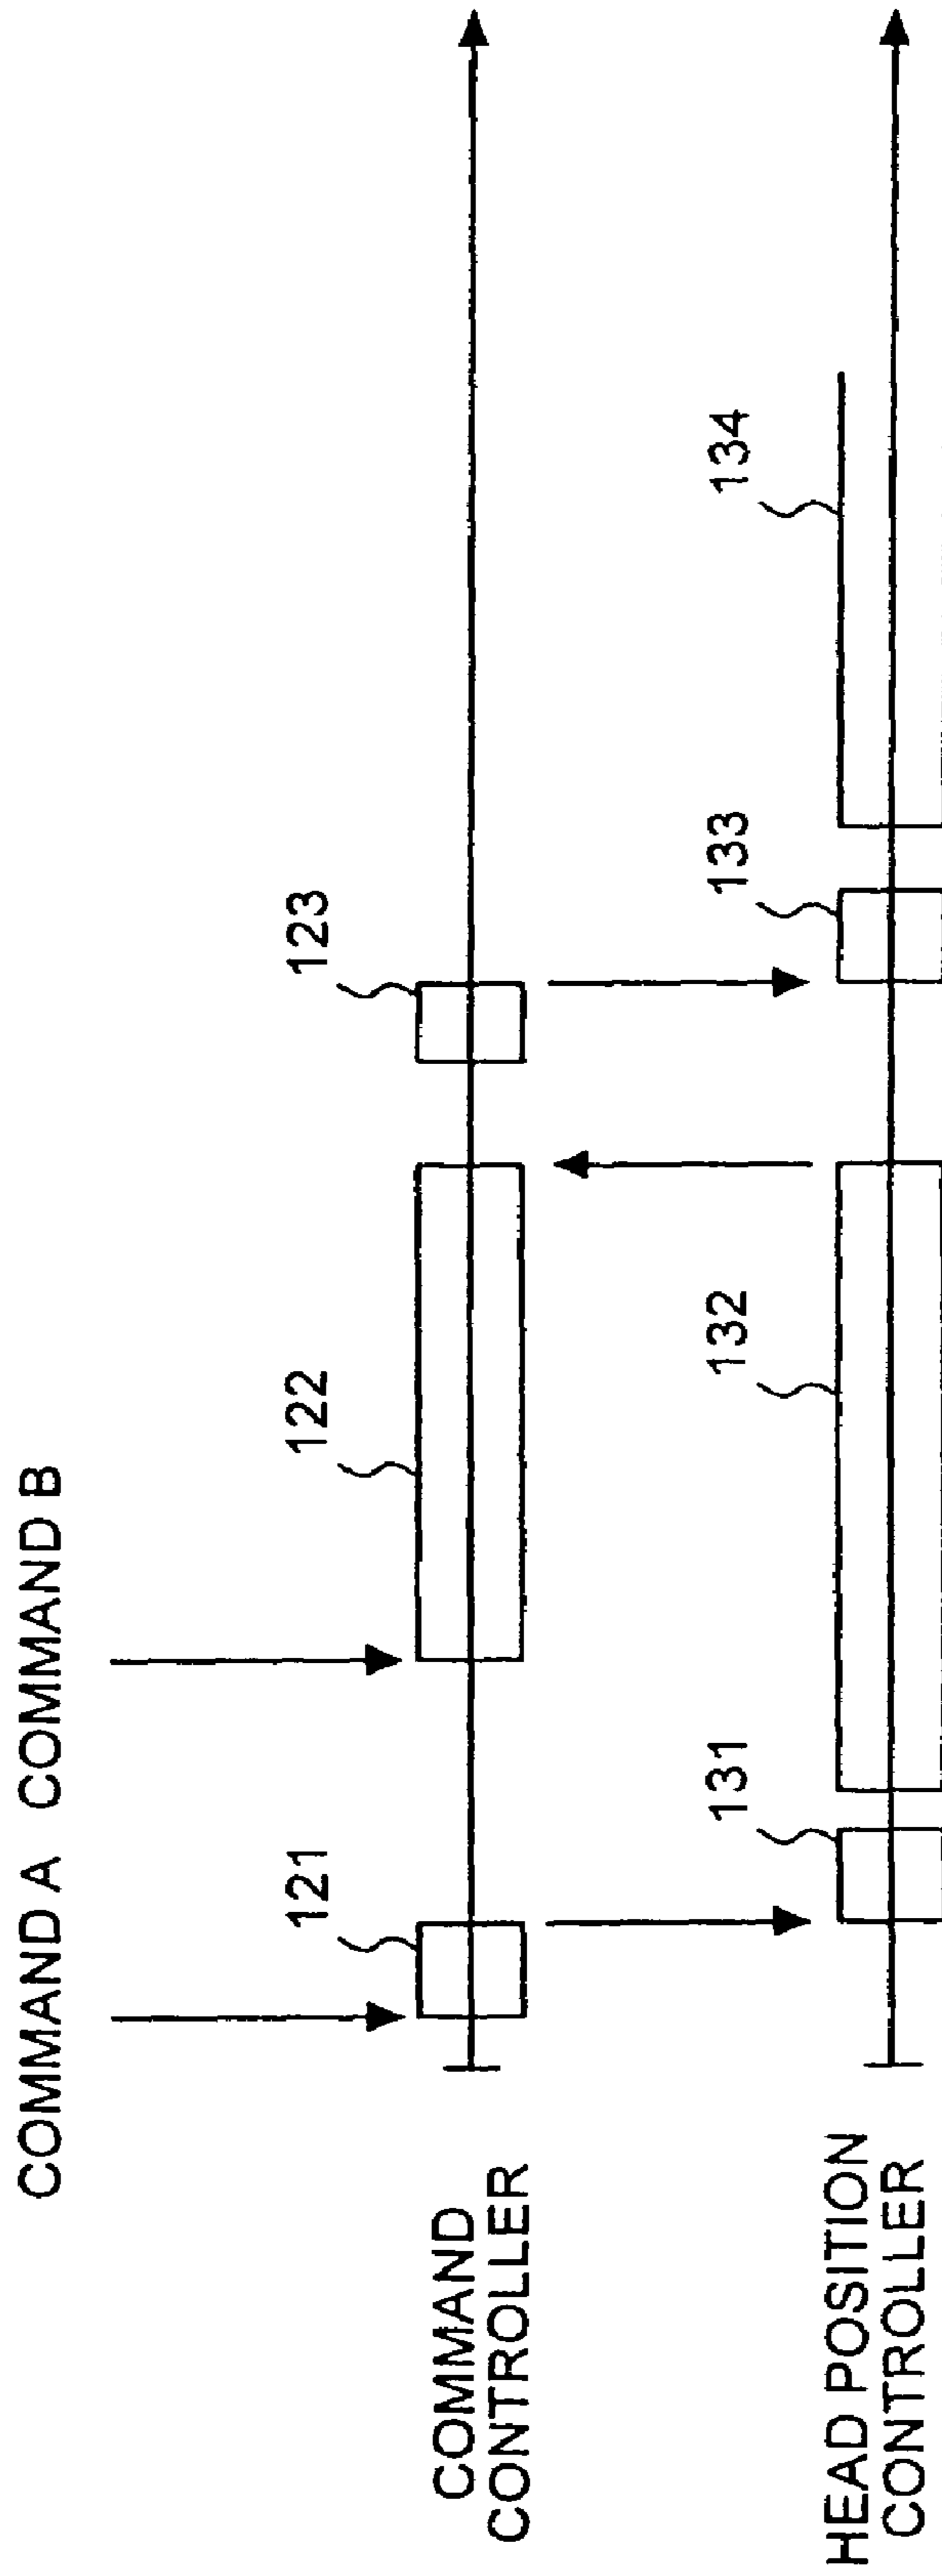 COMMAND A COMMAND B
121
122
123
COMMAND
CONTROLLER
131
132
133
134
HEAD POSITION
CONTROLLER